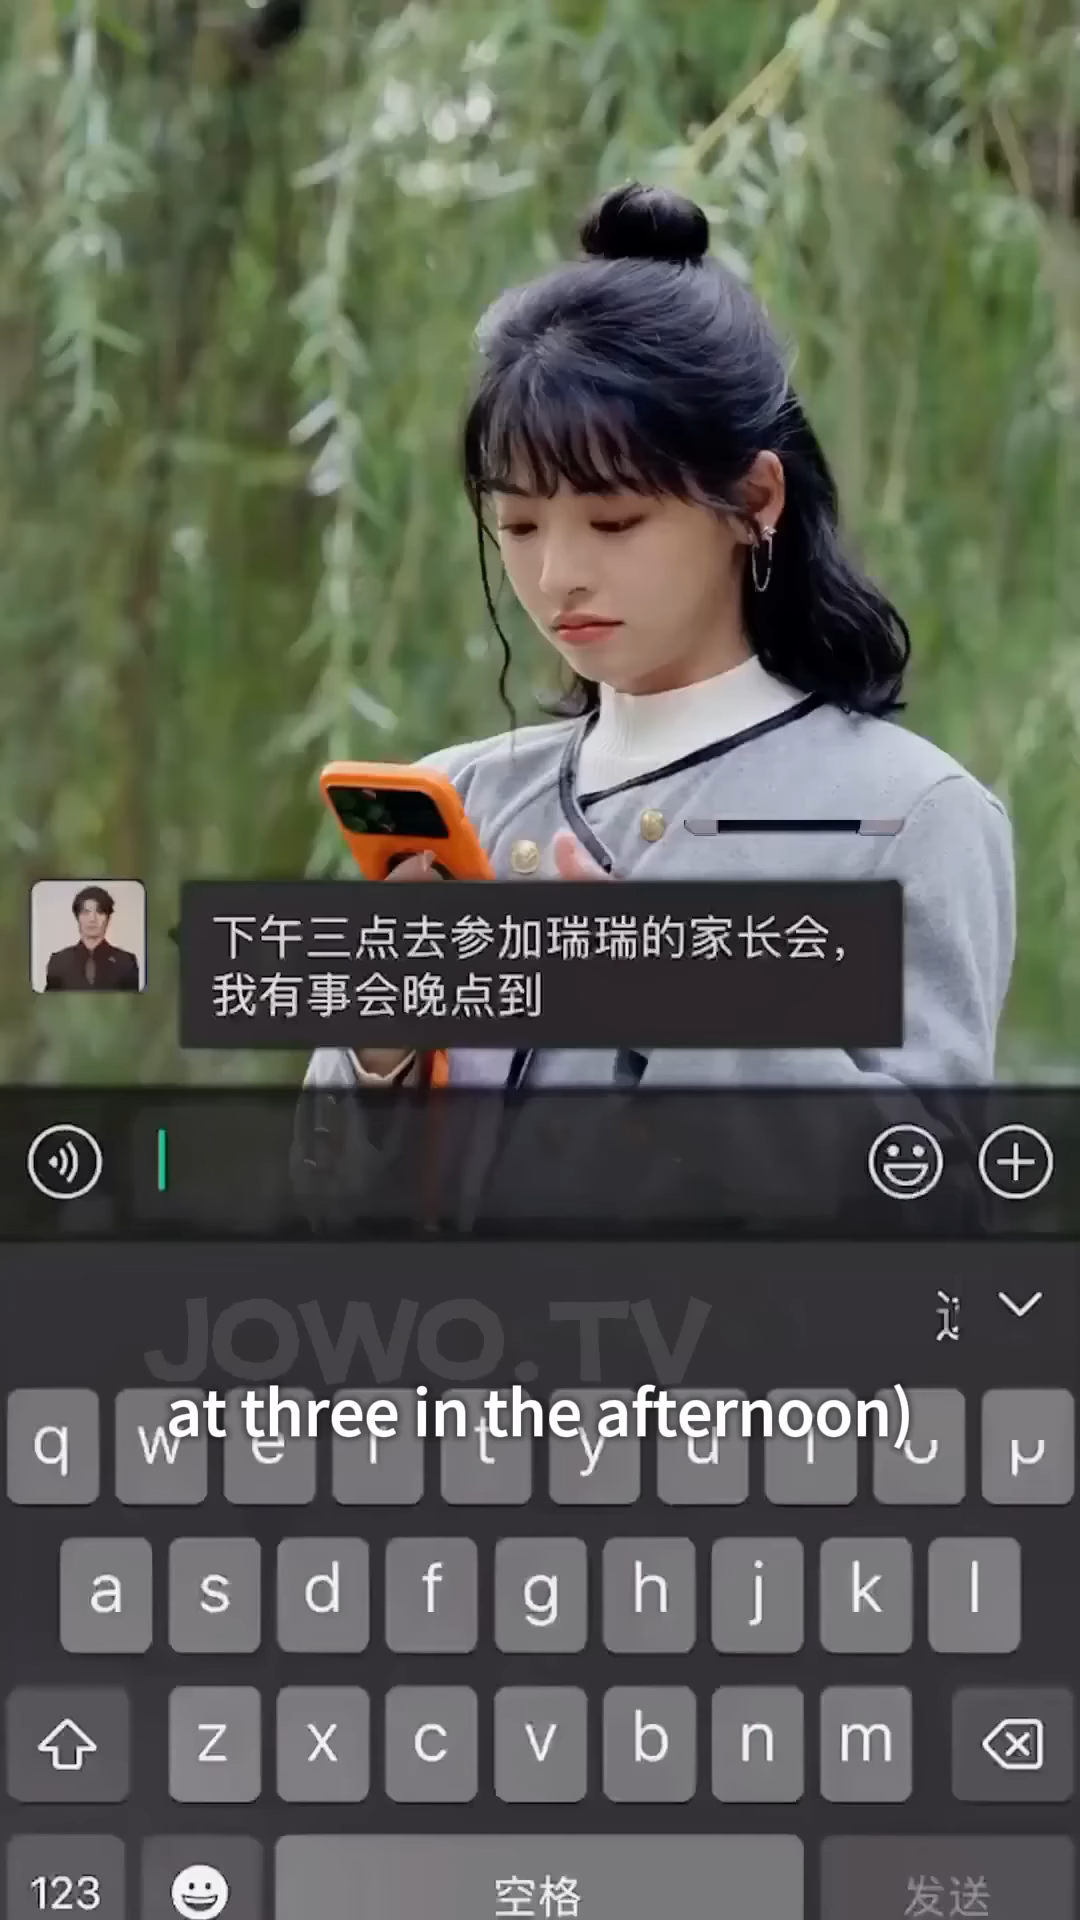 下午三点去参加瑞瑞的家长会，
我有事会晚点到
JOWO.TV
at three in the afternoon)
q w e r t y u i o p
a s d f g h j k l
z x c v b n m
123 空格 发送